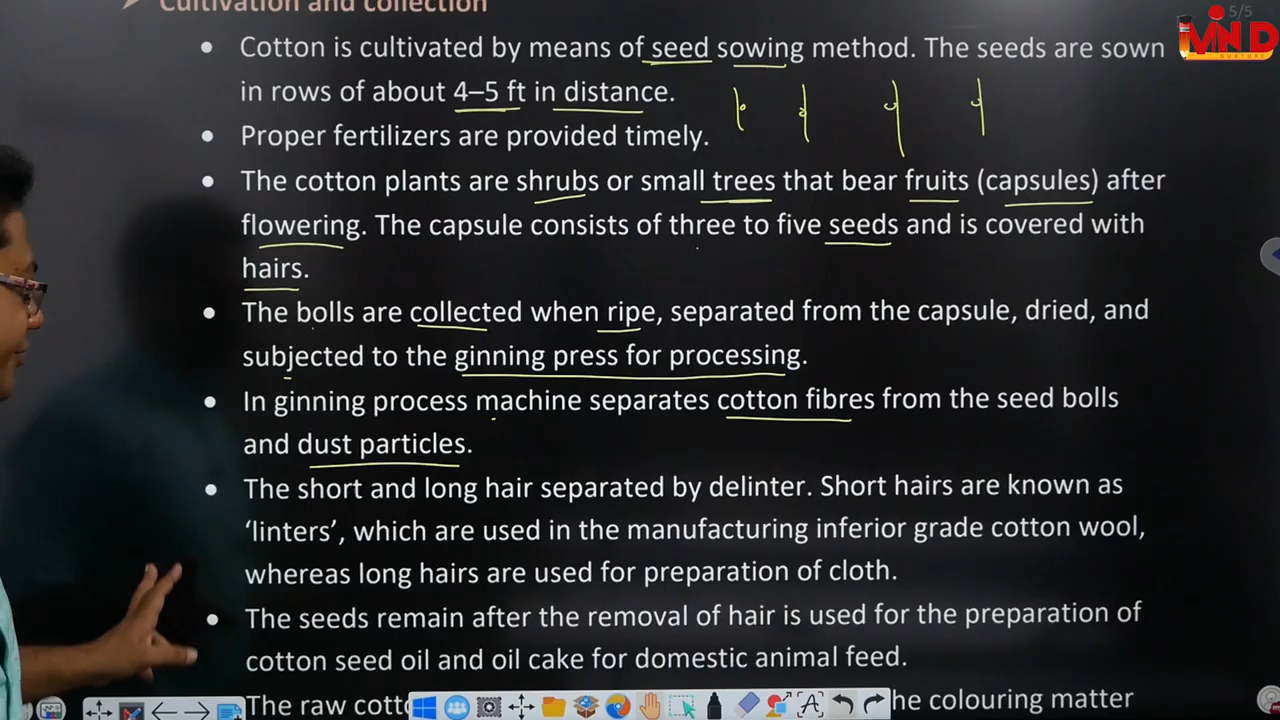 Cultivation and collection
5/5
MIND
NURTURE
Cotton is cultivated by means of seed sowing method. The seeds are sown
in rows of about 4–5 ft in distance.
Proper fertilizers are provided timely.
The cotton plants are shrubs or small trees that bear fruits (capsules) after
flowering. The capsule consists of three to five seeds and is covered with
hairs.
The bolls are collected when ripe, separated from the capsule, dried, and
subjected to the ginning press for processing.
In ginning process machine separates cotton fibres from the seed bolls
and dust particles.
The short and long hair separated by delinter. Short hairs are known as
‘linters’, which are used in the manufacturing inferior grade cotton wool,
whereas long hairs are used for preparation of cloth.
The seeds remain after the removal of hair is used for the preparation of
cotton seed oil and oil cake for domestic animal feed.
The raw he colouring matter